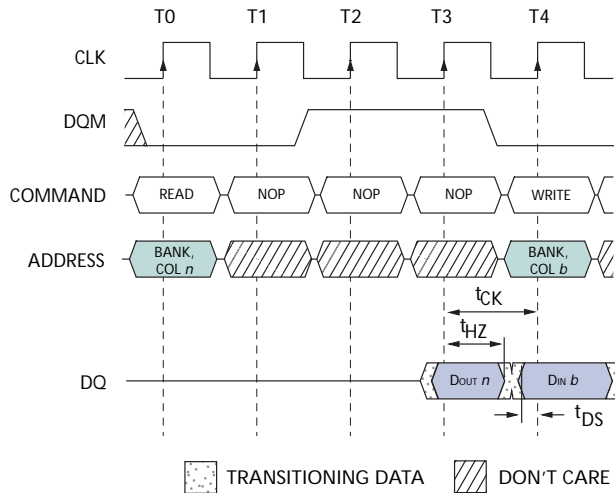 T0 T1 T2 T3 T4
CLK
DQM
COMMAND READ NOP NOP NOP WRITE
ADDRESS BANK, COL n BANK, COL b
tCK
tHZ
DQ DOUT n DIN b
tDS
TRANSITIONING DATA DON'T CARE